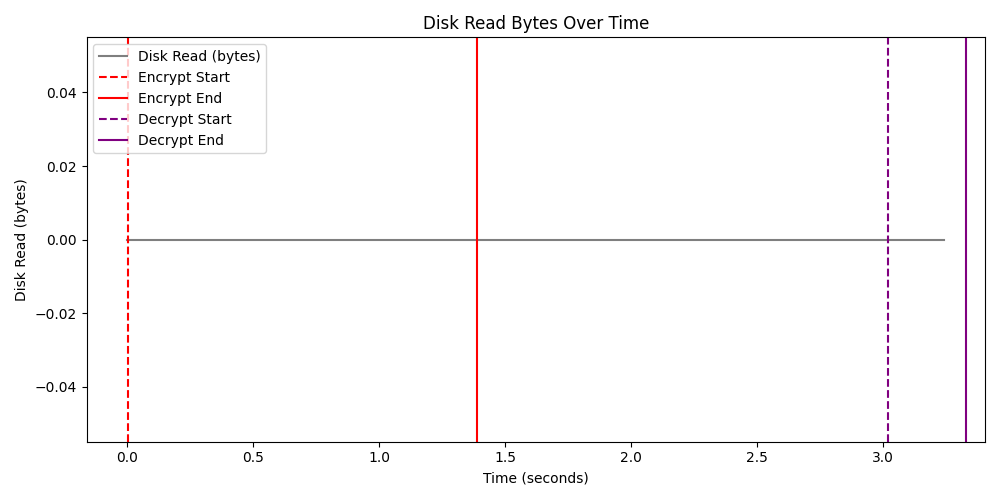 Disk Read Bytes Over Time
Disk Read (bytes)
Encrypt Start
Encrypt End
Decrypt Start
Decrypt End
Disk Read (bytes)
0.04
0.02
0.00
−0.02
−0.04
0.0 0.5 1.0 1.5 2.0 2.5 3.0
Time (seconds)